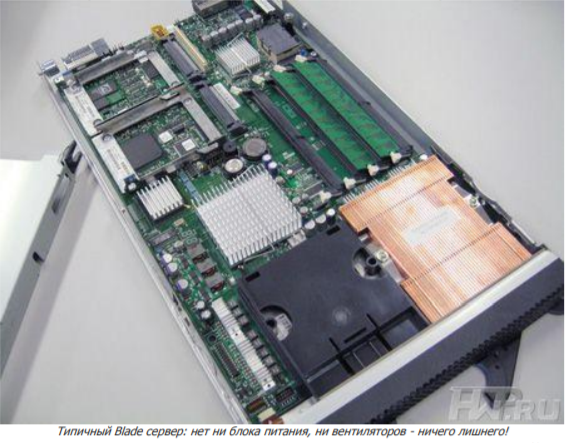 HW.RU
Типичный Blade сервер: нет ни блока питания, ни вентиляторов - ничего лишнего!